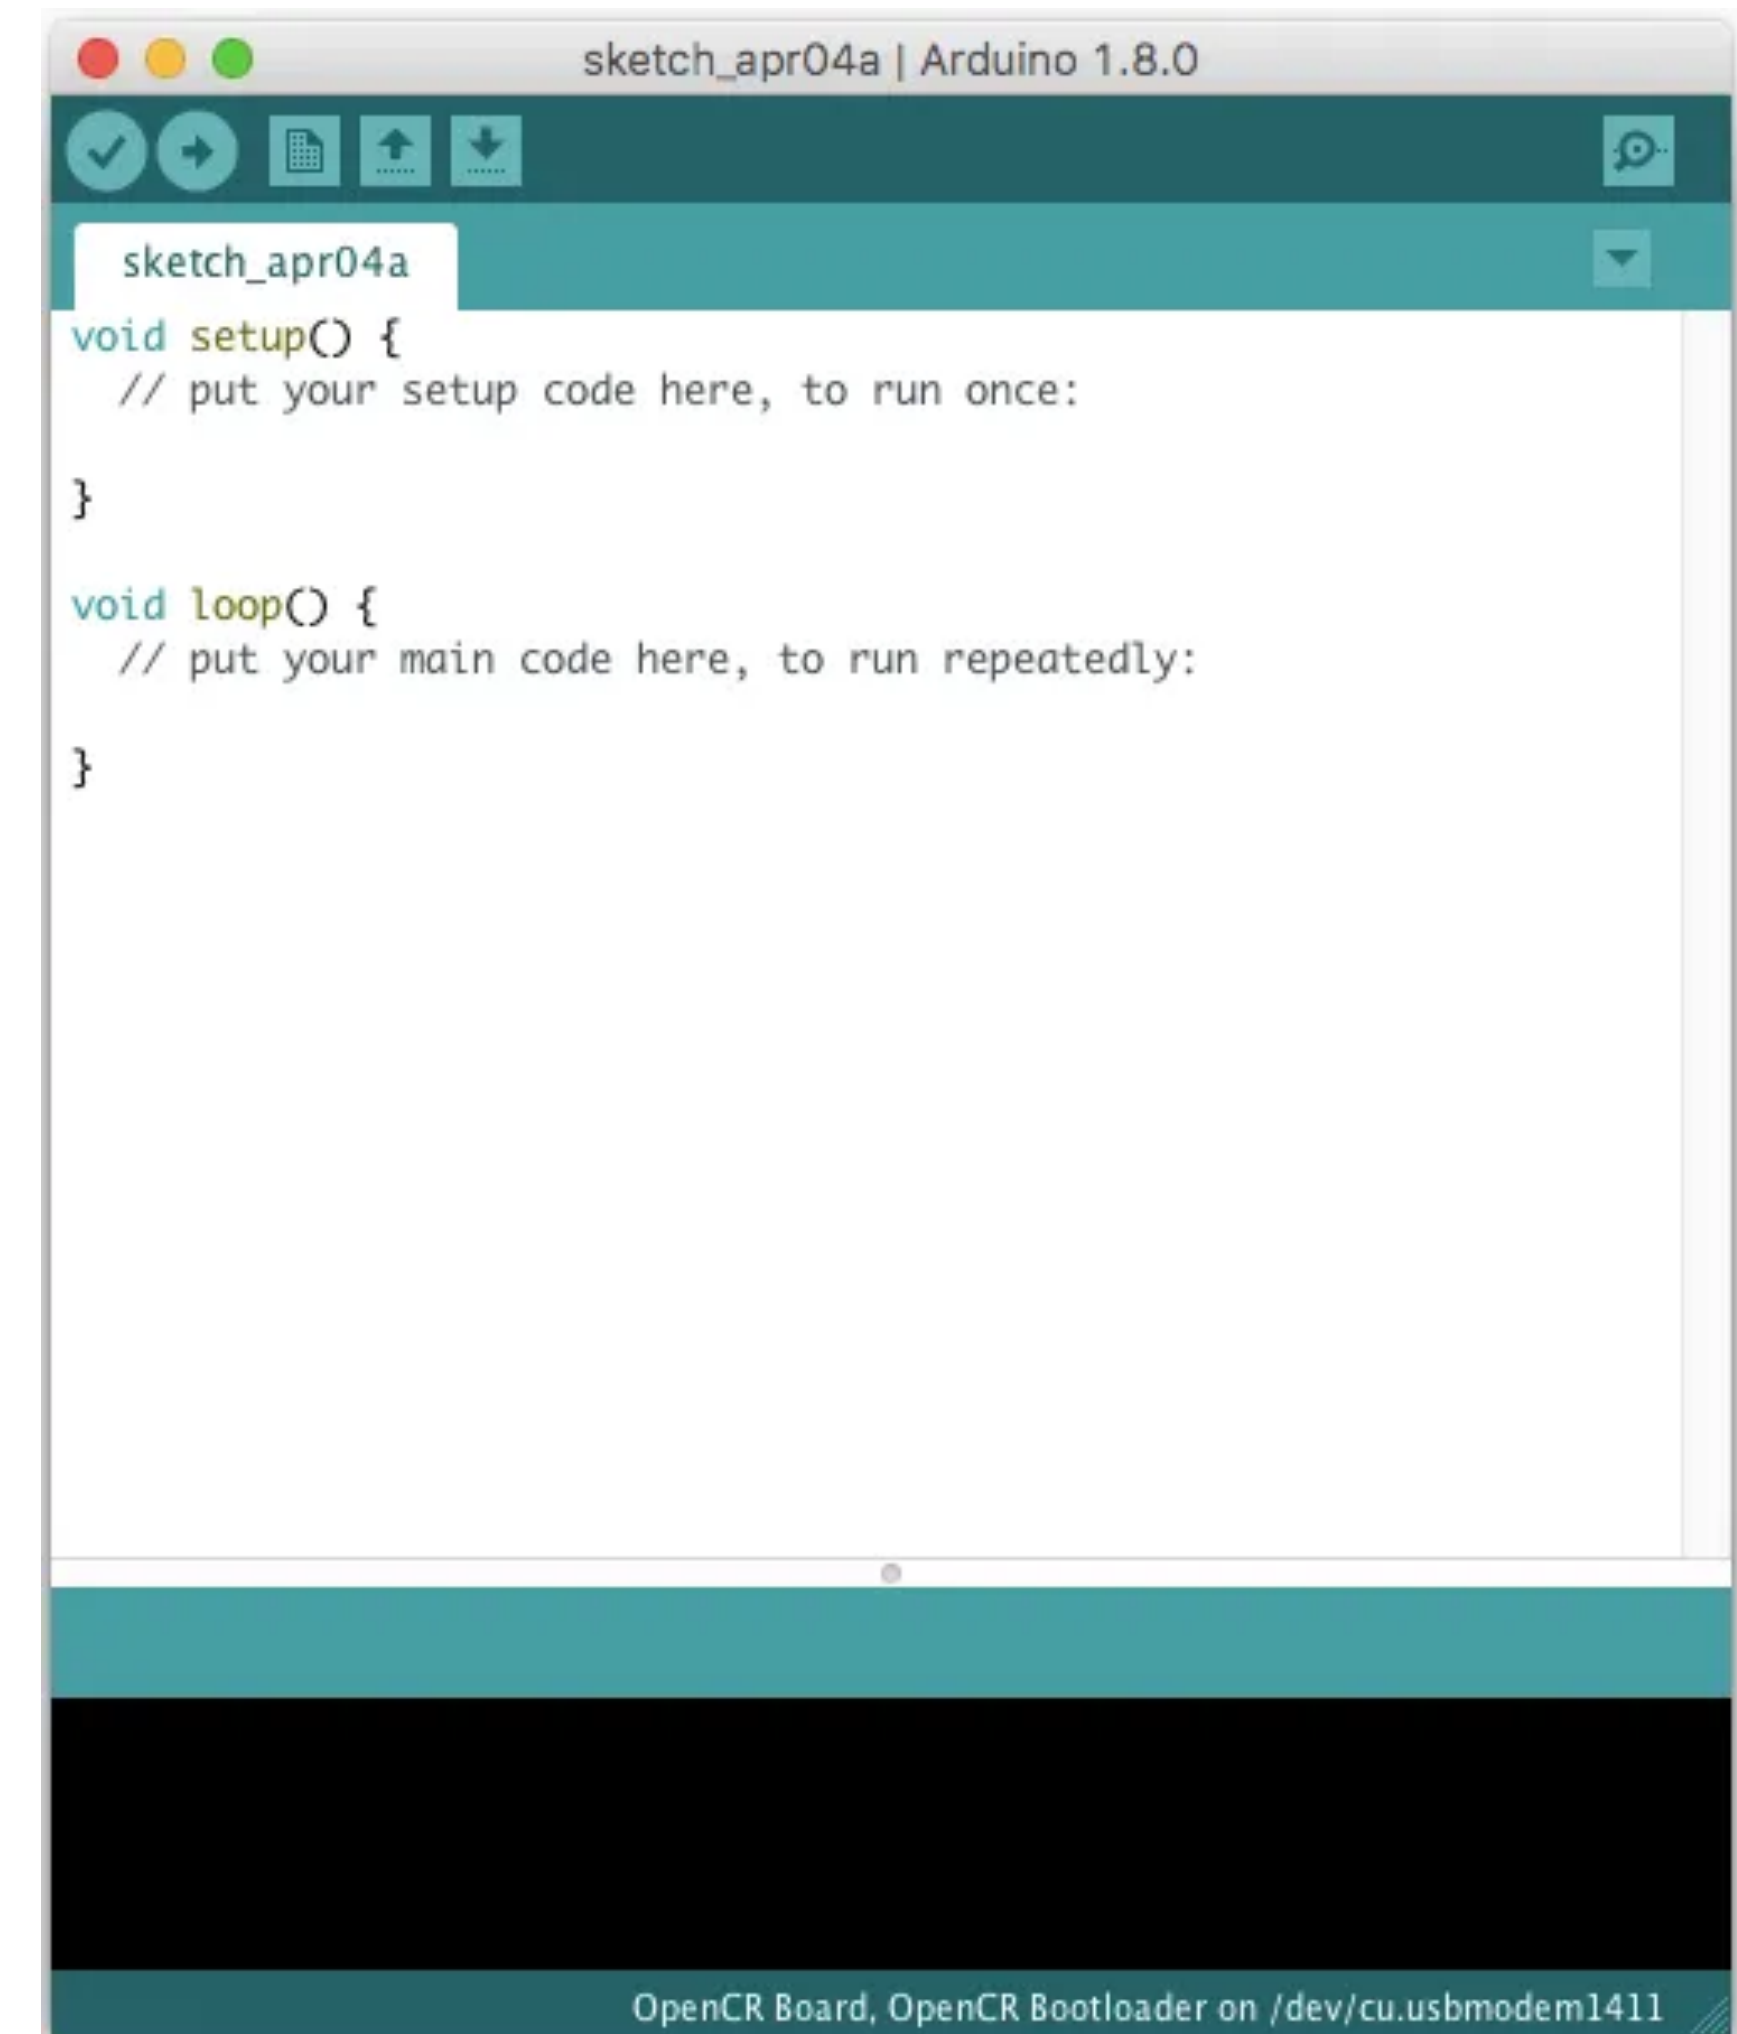 sketch_apr04a | Arduino 1.8.0
sketch_apr04a
void setup() {
  // put your setup code here, to run once:
}
void loop() {
  // put your main code here, to run repeatedly:
}
OpenCR Board, OpenCR Bootloader on /dev/cu.usbmodem1411